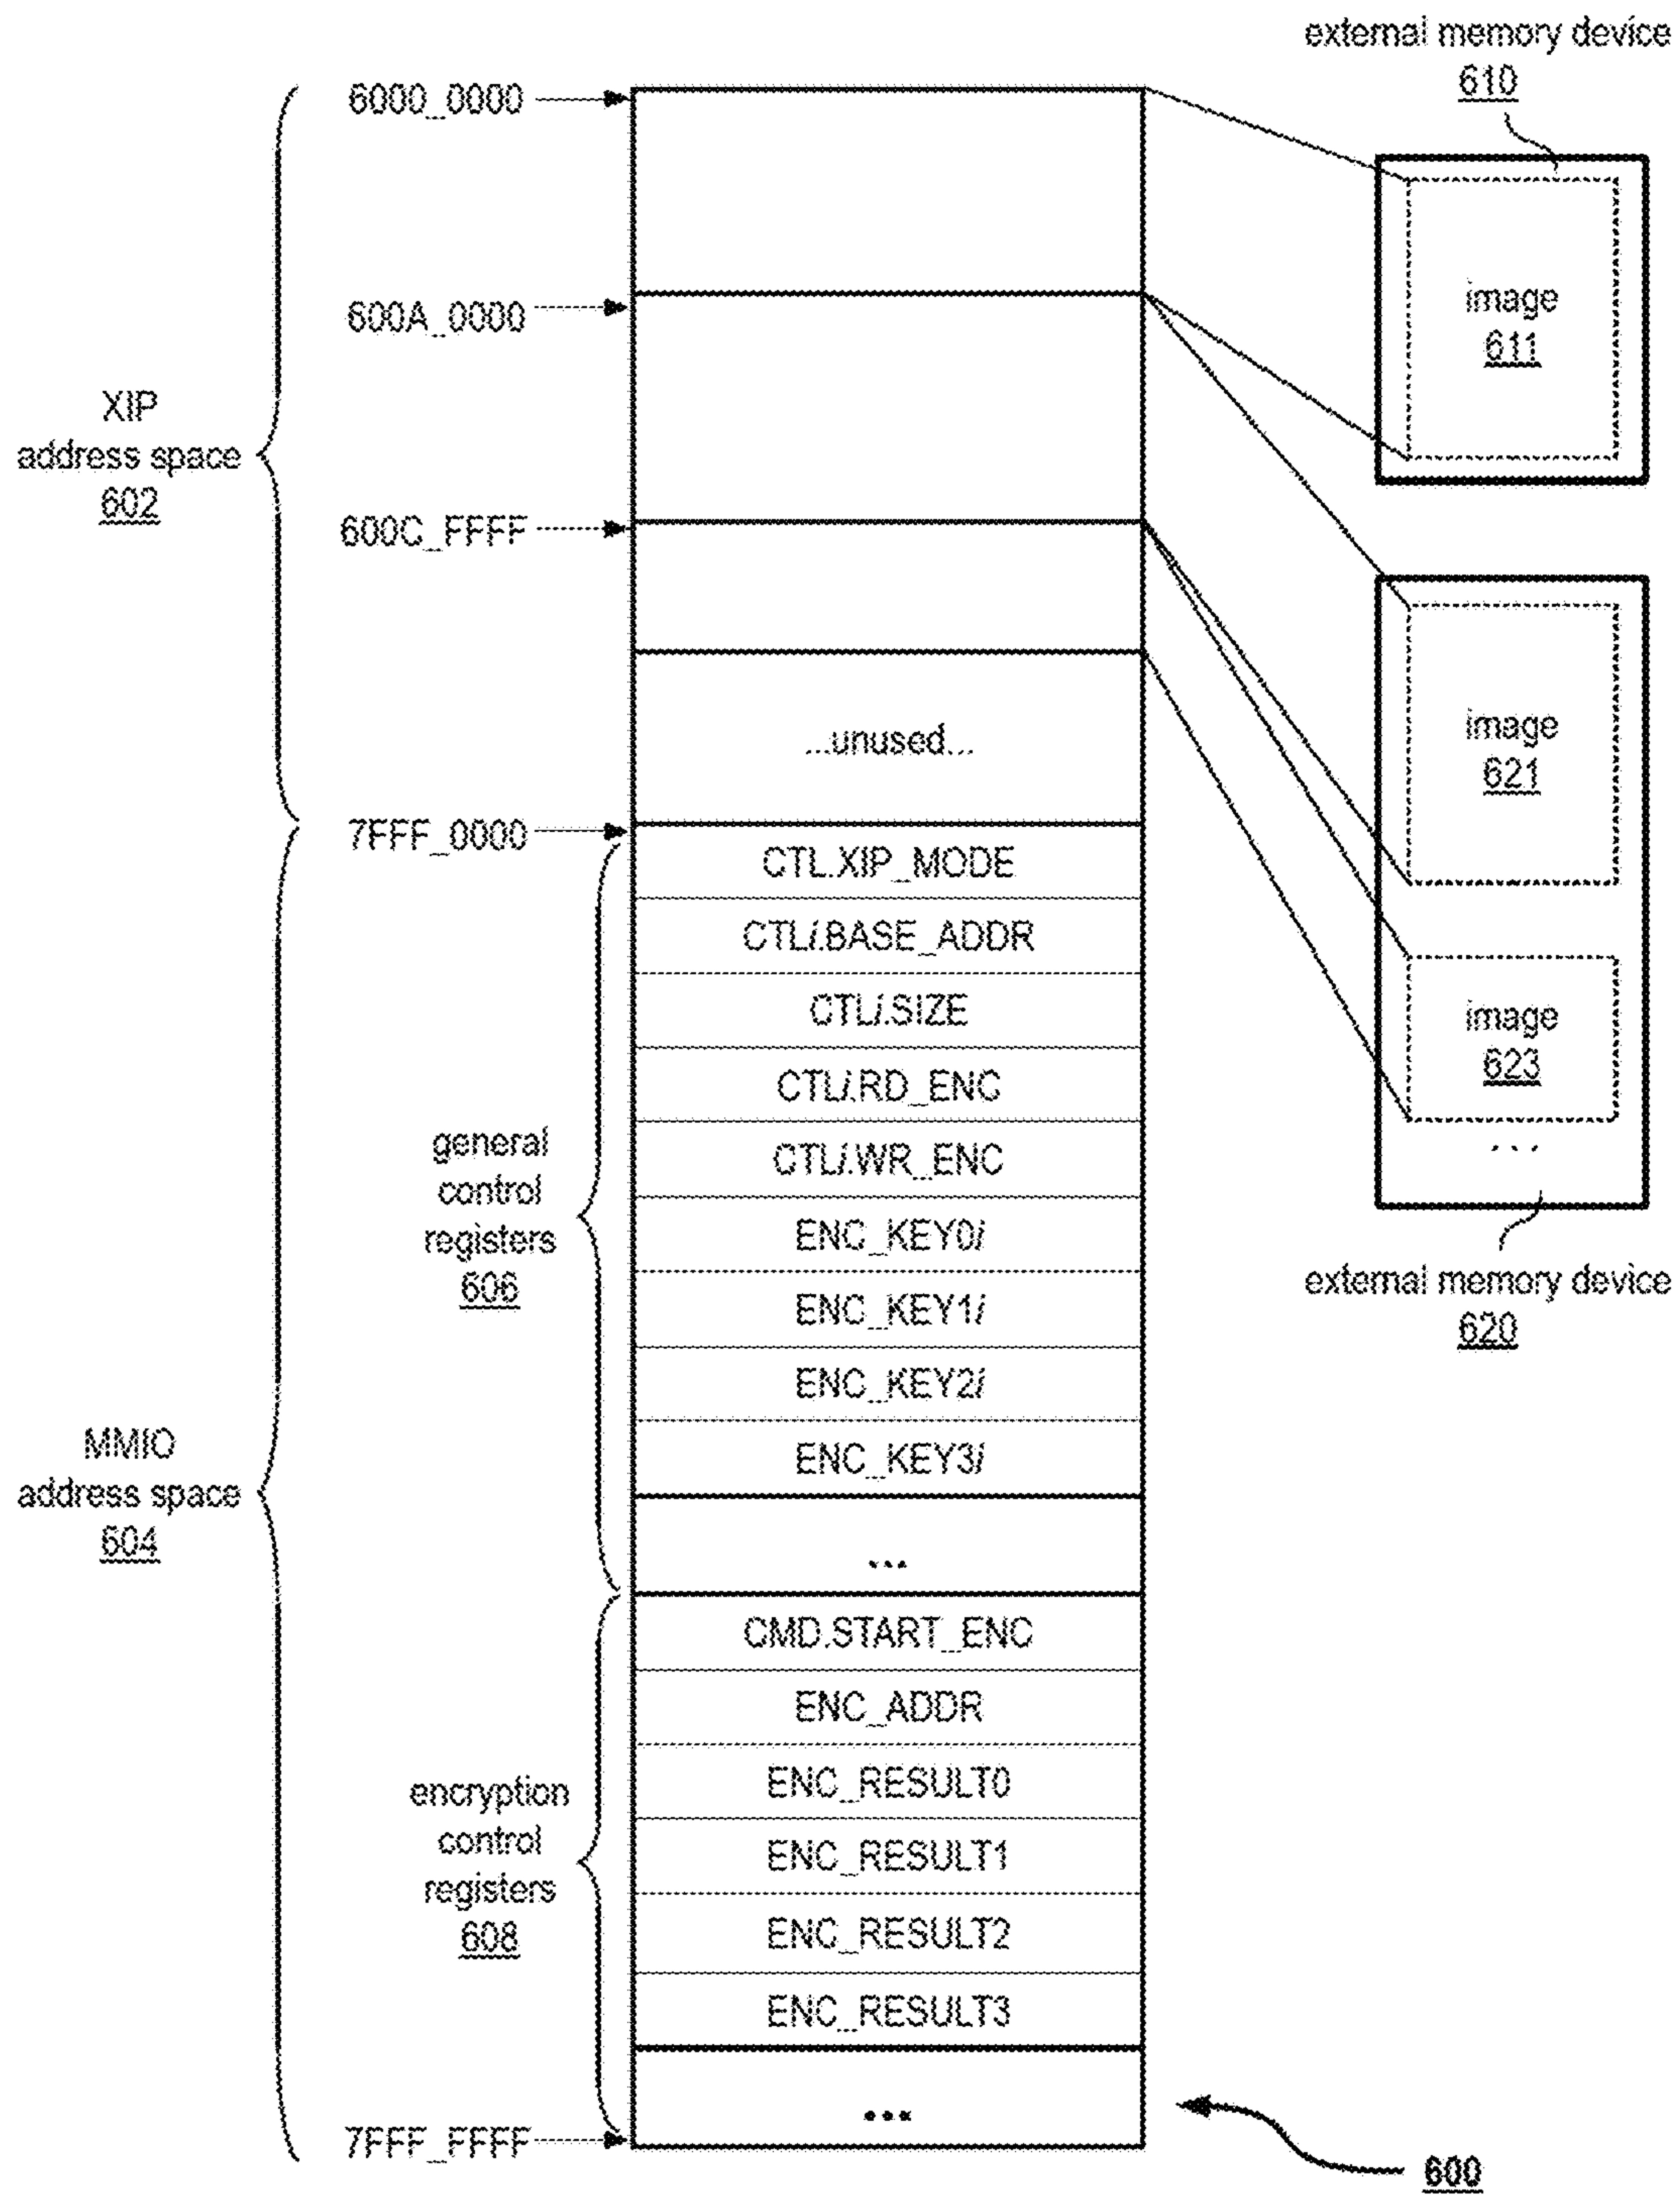 external memory device
610
6000_0000
image
611
600A_0000
XIP
address space
602
600C_FFFF
...unused...
image
621
7FFF_0000
CTL.XIP_MODE
CTLi.BASE_ADDR
CTLi.SIZE
image
623
...
CTLi.RD_ENC
CTLi.WR_ENC
general
control
registers
606
ENC_KEY0i
ENC_KEY1i
ENC_KEY2i
ENC_KEY3i
...
external memory device
620
MMIO
address space
604
CMD.START_ENC
ENC_ADDR
ENC_RESULT0
ENC_RESULT1
ENC_RESULT2
ENC_RESULT3
...
encryption
control
registers
608
7FFF_FFFF
600